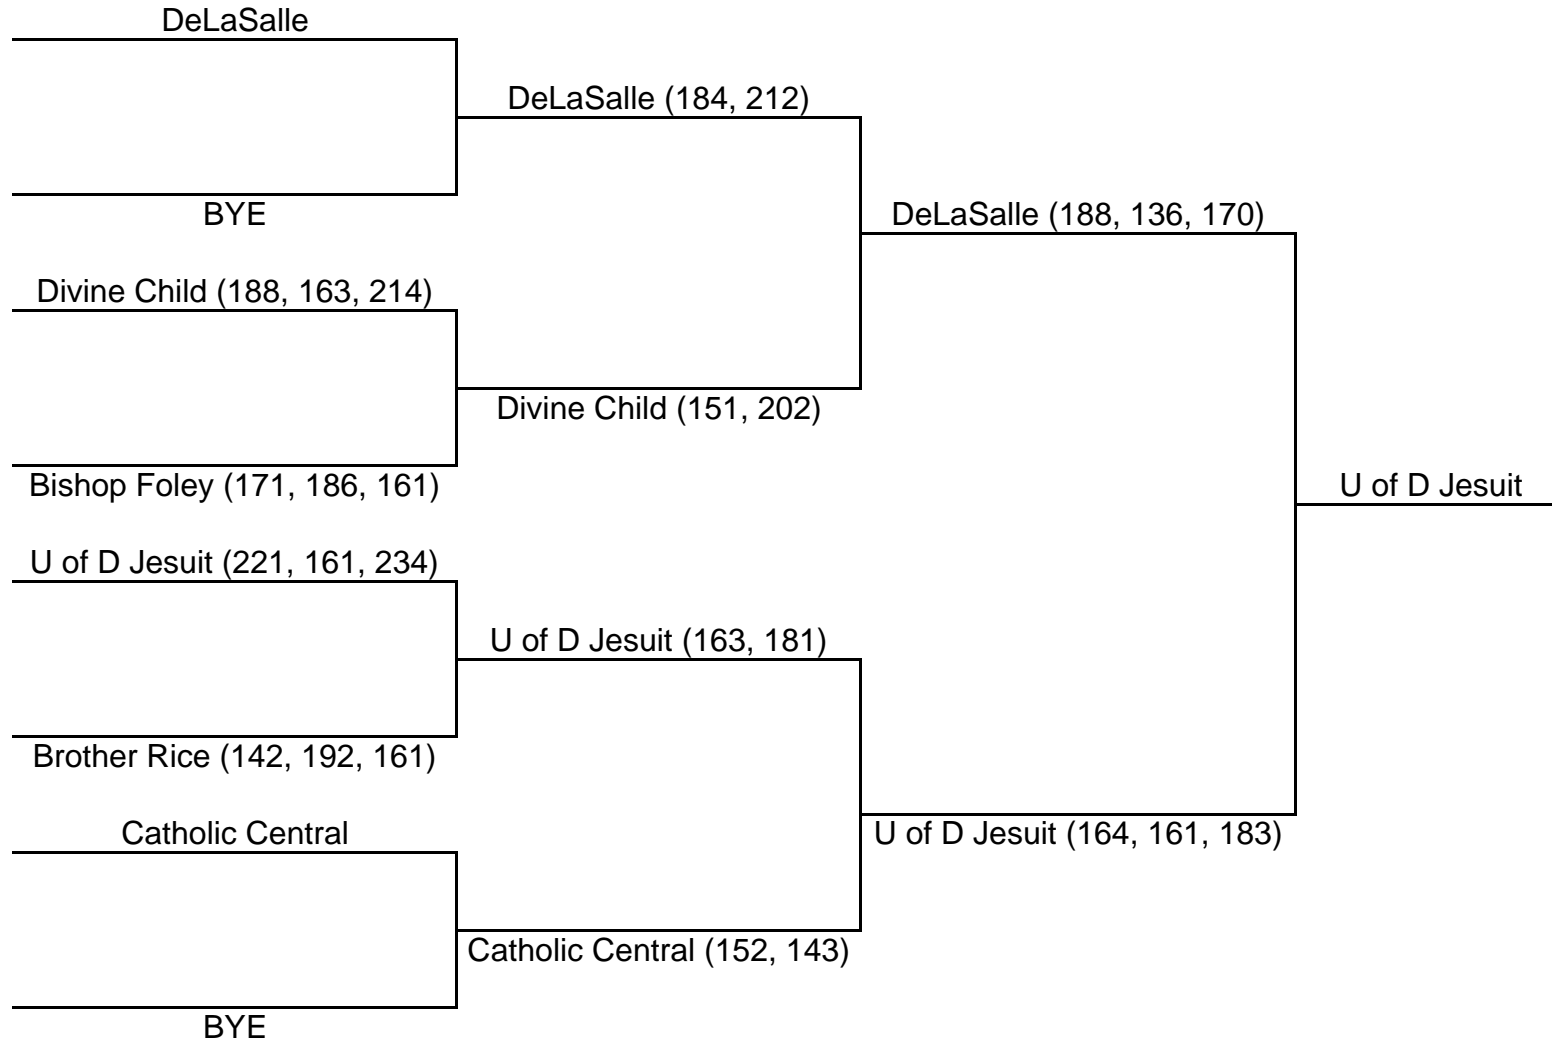 DeLaSalle
DeLaSalle (184, 212)
BYE
DeLaSalle (188, 136, 170)
Divine Child (188, 163, 214)
Divine Child (151, 202)
Bishop Foley (171, 186, 161)
U of D Jesuit
U of D Jesuit (221, 161, 234)
U of D Jesuit (163, 181)
Brother Rice (142, 192, 161)
Catholic Central
U of D Jesuit (164, 161, 183)
Catholic Central (152, 143)
BYE